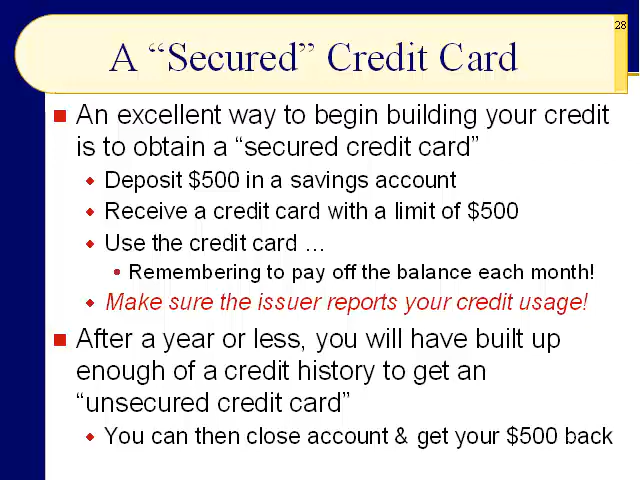 28
A “Secured” Credit Card
An excellent way to begin building your credit
is to obtain a “secured credit card”
Deposit $500 in a savings account
Receive a credit card with a limit of $500
Use the credit card …
Remembering to pay off the balance each month!
Make sure the issuer reports your credit usage!
After a year or less, you will have built up
enough of a credit history to get an
“unsecured credit card”
You can then close account & get your $500 back